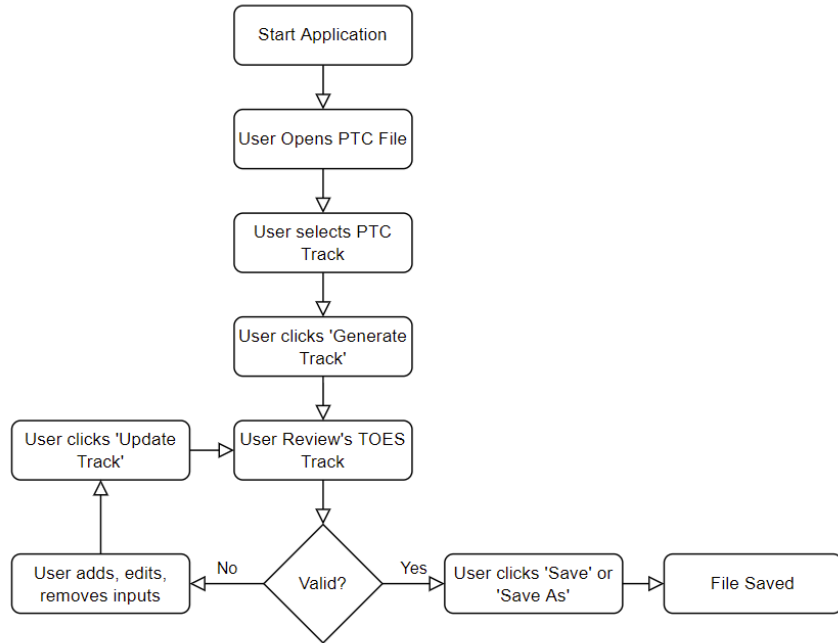 Start Application
User Opens PTC File
User selects PTC
Track
User clicks 'Generate
Track'
User clicks 'Update
Track'
User Review's TOES
Track
No
Valid?
Yes
User adds, edits,
removes inputs
User clicks 'Save' or
'Save As'
File Saved